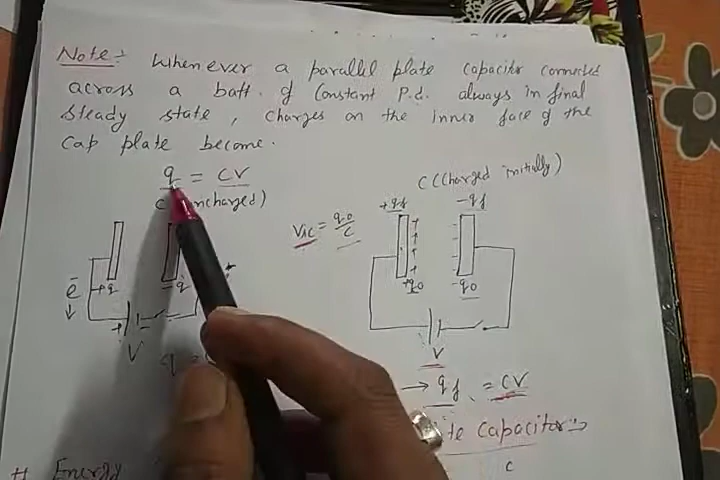 Note :- Whenever a parallel plate capacitor connected
across a batt. of constant P.d. always in final
steady state, charges on the inner face of the
cap plate become.
q = CV
C (Charged initially)
+qf -qf
Vic = q0/C
+q0 -q0
ē +q -q
+ V
V
→ qf = CV
te Capacitor :-
C
# Energy